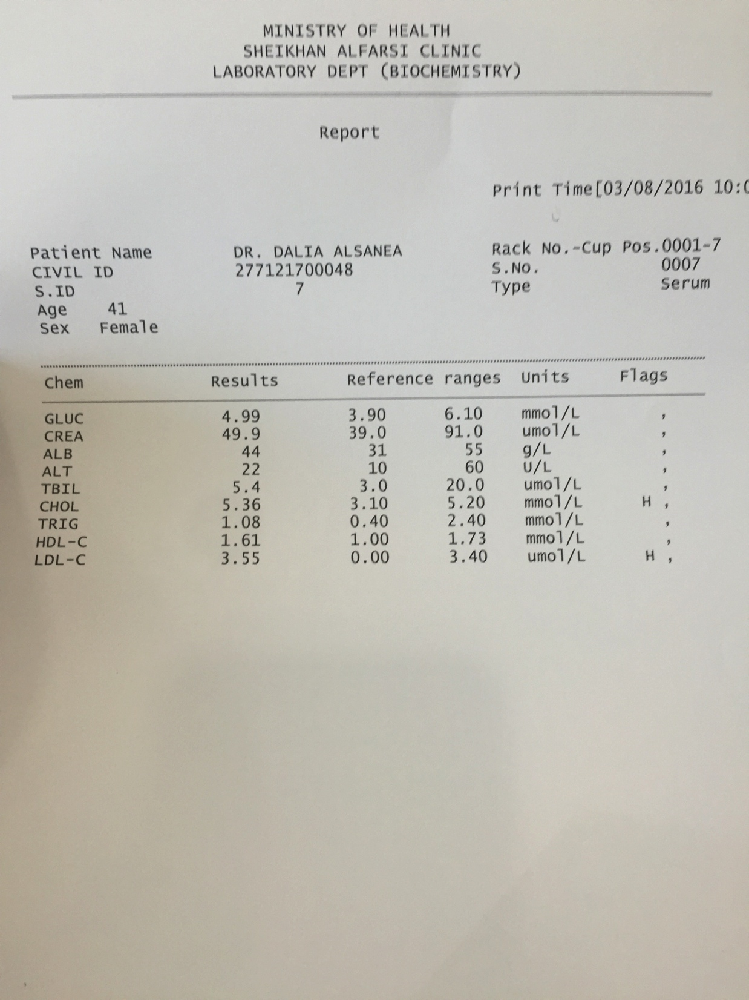 MINISTRY OF HEALTH
SHEIKHAN ALFARSI CLINIC
LABORATORY DEPT (BIOCHEMISTRY)
Report
Print Time[03/08/2016 10:
Patient Name DR. DALIA ALSANEA Rack No.-Cup Pos.0001-7
CIVIL ID 277121700048 S.No. 0007
S.ID 7 Type Serum
Age 41
Sex Female
Chem Results Reference ranges Units Flags
GLUC 4.99 3.90 6.10 mmol/L ,
CREA 49.9 39.0 91.0 umol/L ,
ALB 44 31 55 g/L ,
ALT 22 10 60 U/L ,
TBIL 5.4 3.0 20.0 umol/L ,
CHOL 5.36 3.10 5.20 mmol/L H ,
TRIG 1.08 0.40 2.40 mmol/L ,
HDL-C 1.61 1.00 1.73 mmol/L ,
LDL-C 3.55 0.00 3.40 umol/L H ,